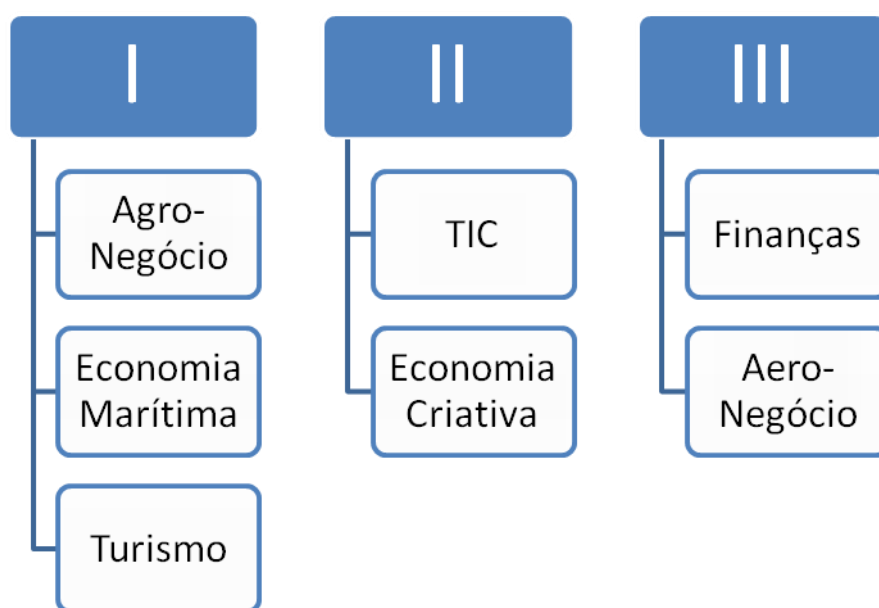 I
Agro-
Negócio
Economia
Marítima
Turismo
II
TIC
Economia
Criativa
III
Finanças
Aero-
Negócio